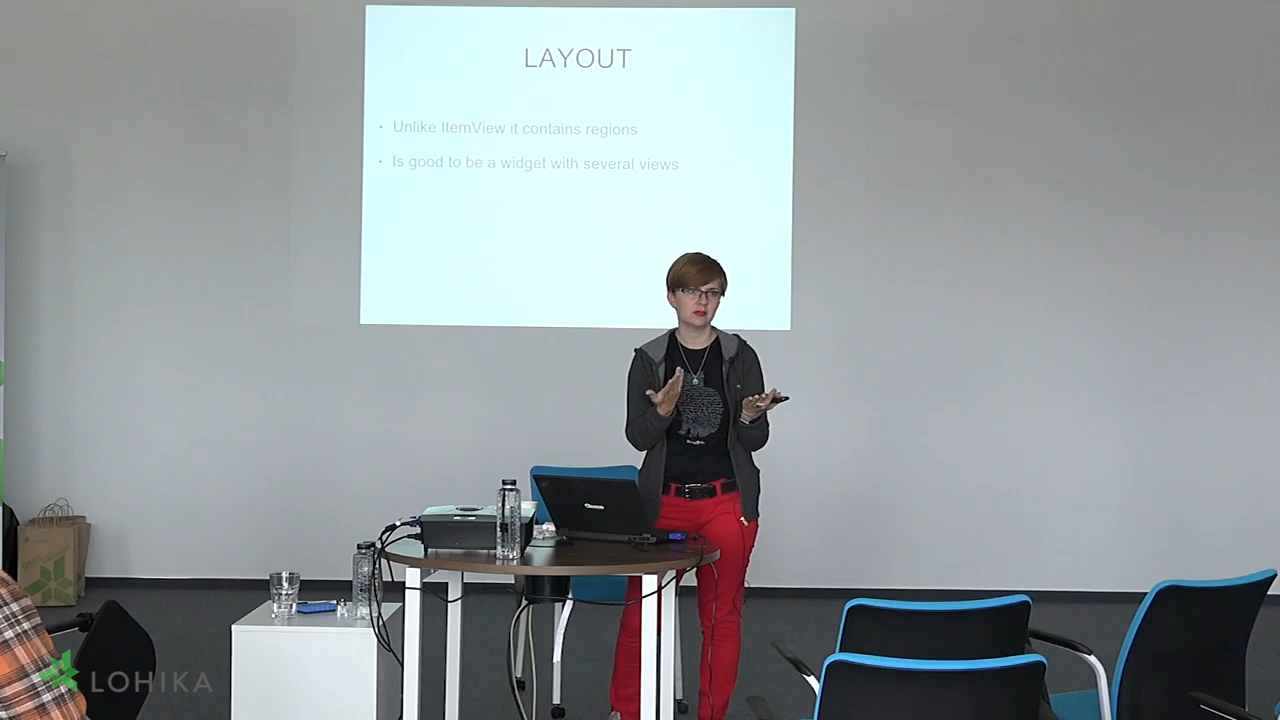 LAYOUT
• Unlike ItemView it contains regions
• Is good to be a widget with several views
LOHIKA